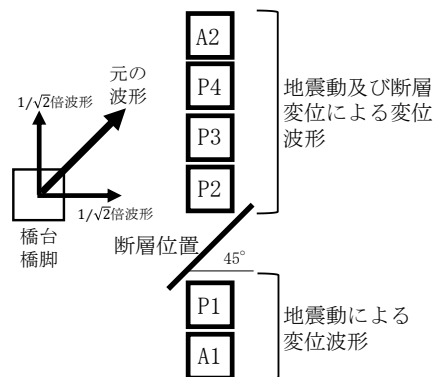 A2
元の
波形
1/√2倍波形
P4
地震動及び断層
変位による変位
波形
P3
P2
1/√2倍波形
橋台
橋脚
断層位置
45°
P1
地震動による
変位波形
A1